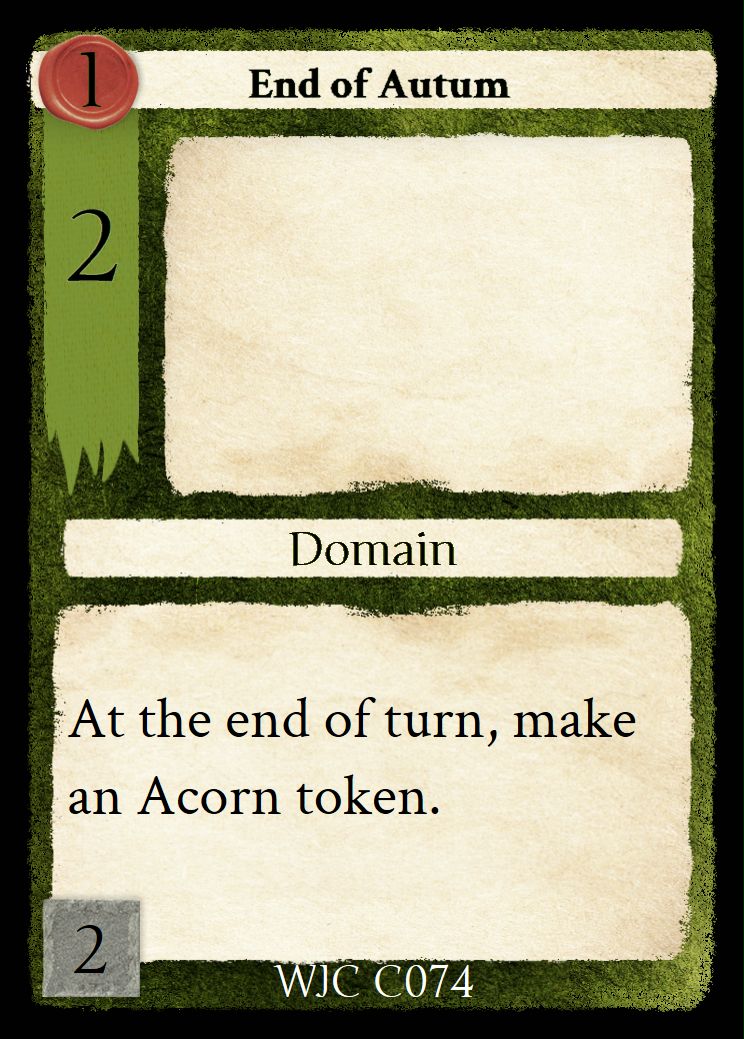 1
End of Autum
2
Domain
At the end of turn, make
an Acorn token.
2
WJC C074